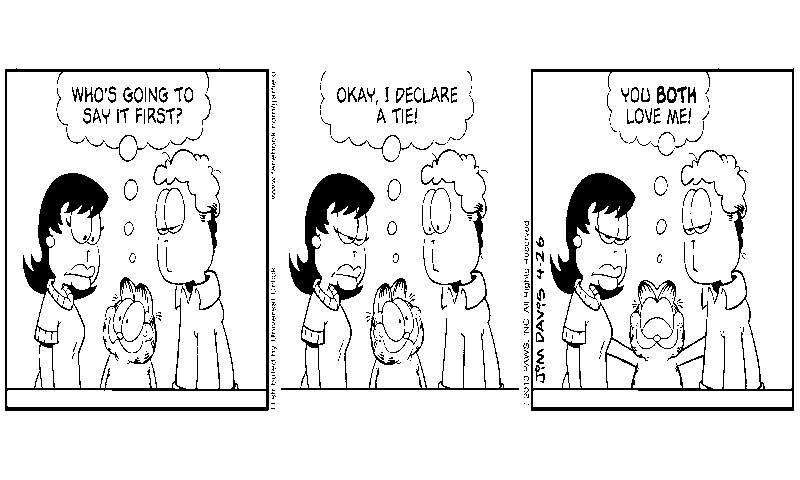 WHO'S GOING TO
SAY IT FIRST?
OKAY, I DECLARE
A TIE!
YOU BOTH
LOVE ME!
JIM DAVIS 4-26